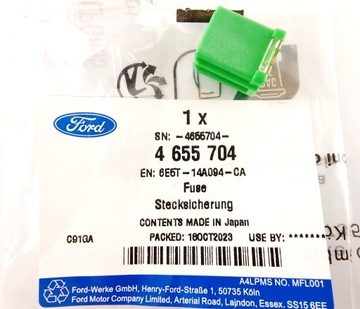 Ford
1 x
SN: -4655704-
4 655 704
EN: 6E5T-14A094-CA
Fuse
Stecksicherung
CONTENTS MADE IN Japan
C91GA
PACKED: 16OCT2023
USE BY: *******
A4LPMS NO. MFL001
Ford-Werke GmbH, Henry-Ford-Straße 1, 50735 Köln
Ford Motor Company Limited, Arterial Road, Laindon, Essex. SS15 6EE